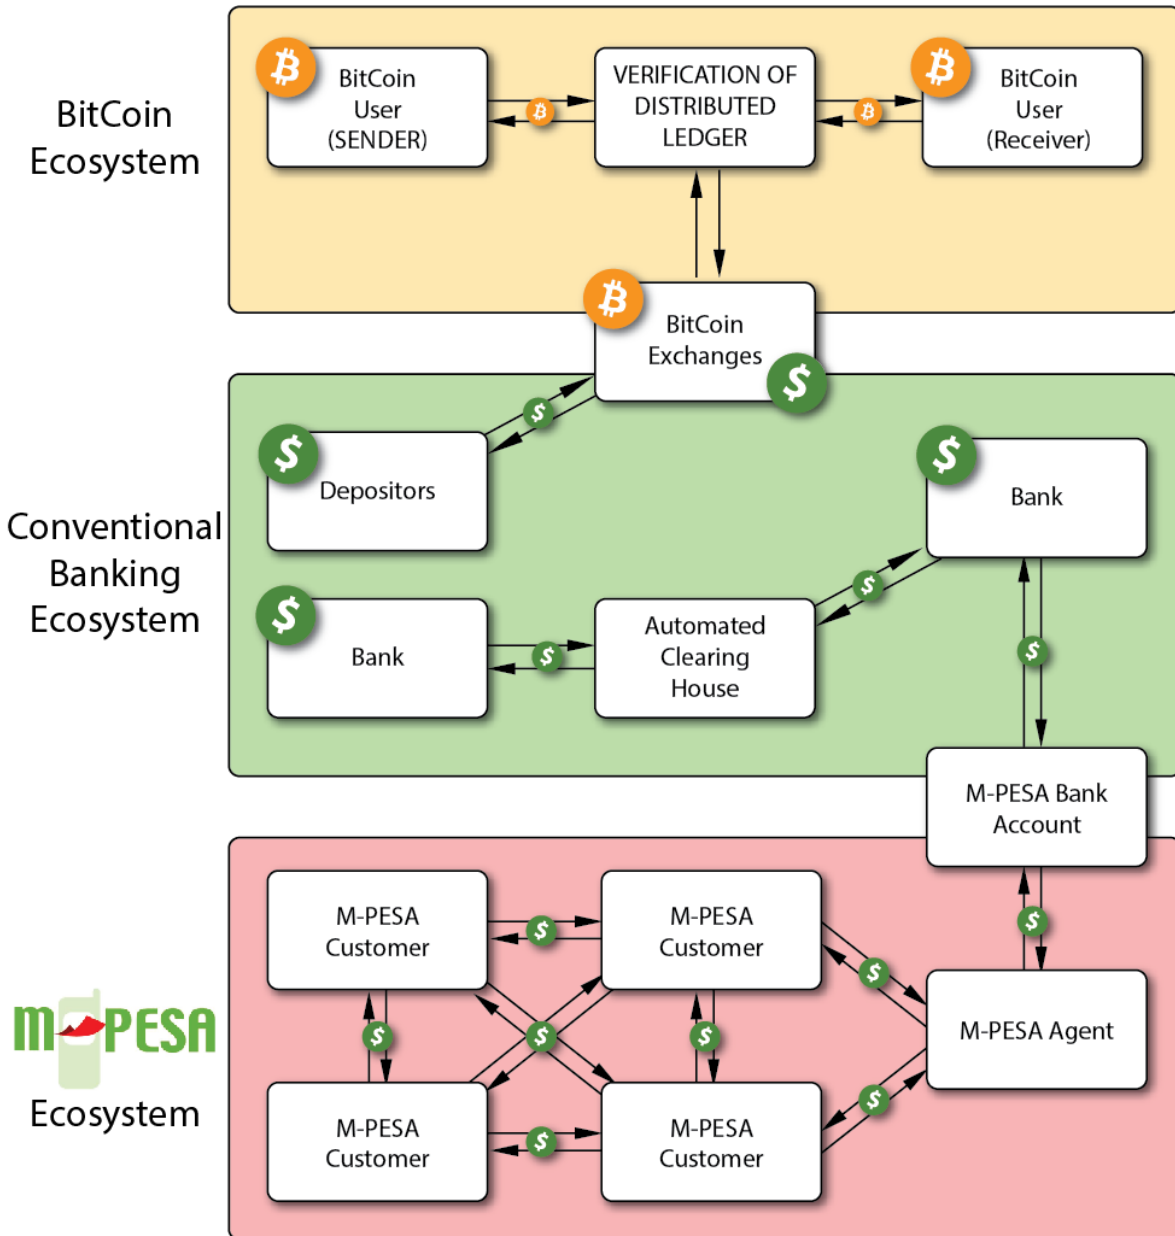 BitCoin
Ecosystem
BitCoin
User
(SENDER)
VERIFICATION OF
DISTRIBUTED
LEDGER
BitCoin
User
(Receiver)
BitCoin
Exchanges
Conventional
Banking
Ecosystem
Depositors
Bank
Bank
Automated
Clearing
House
M-PESA Bank
Account
M-PESA
Ecosystem
M-PESA
Customer
M-PESA
Customer
M-PESA Agent
M-PESA
Customer
M-PESA
Customer